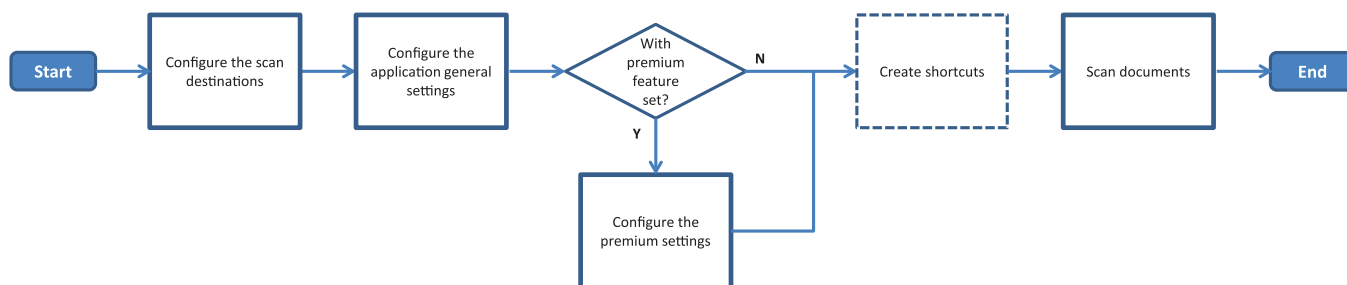 Start
Configure the scan
destinations
Configure the
application general
settings
With
premium
feature
set?
N
Y
Configure the
premium settings
Create shortcuts
Scan documents
End